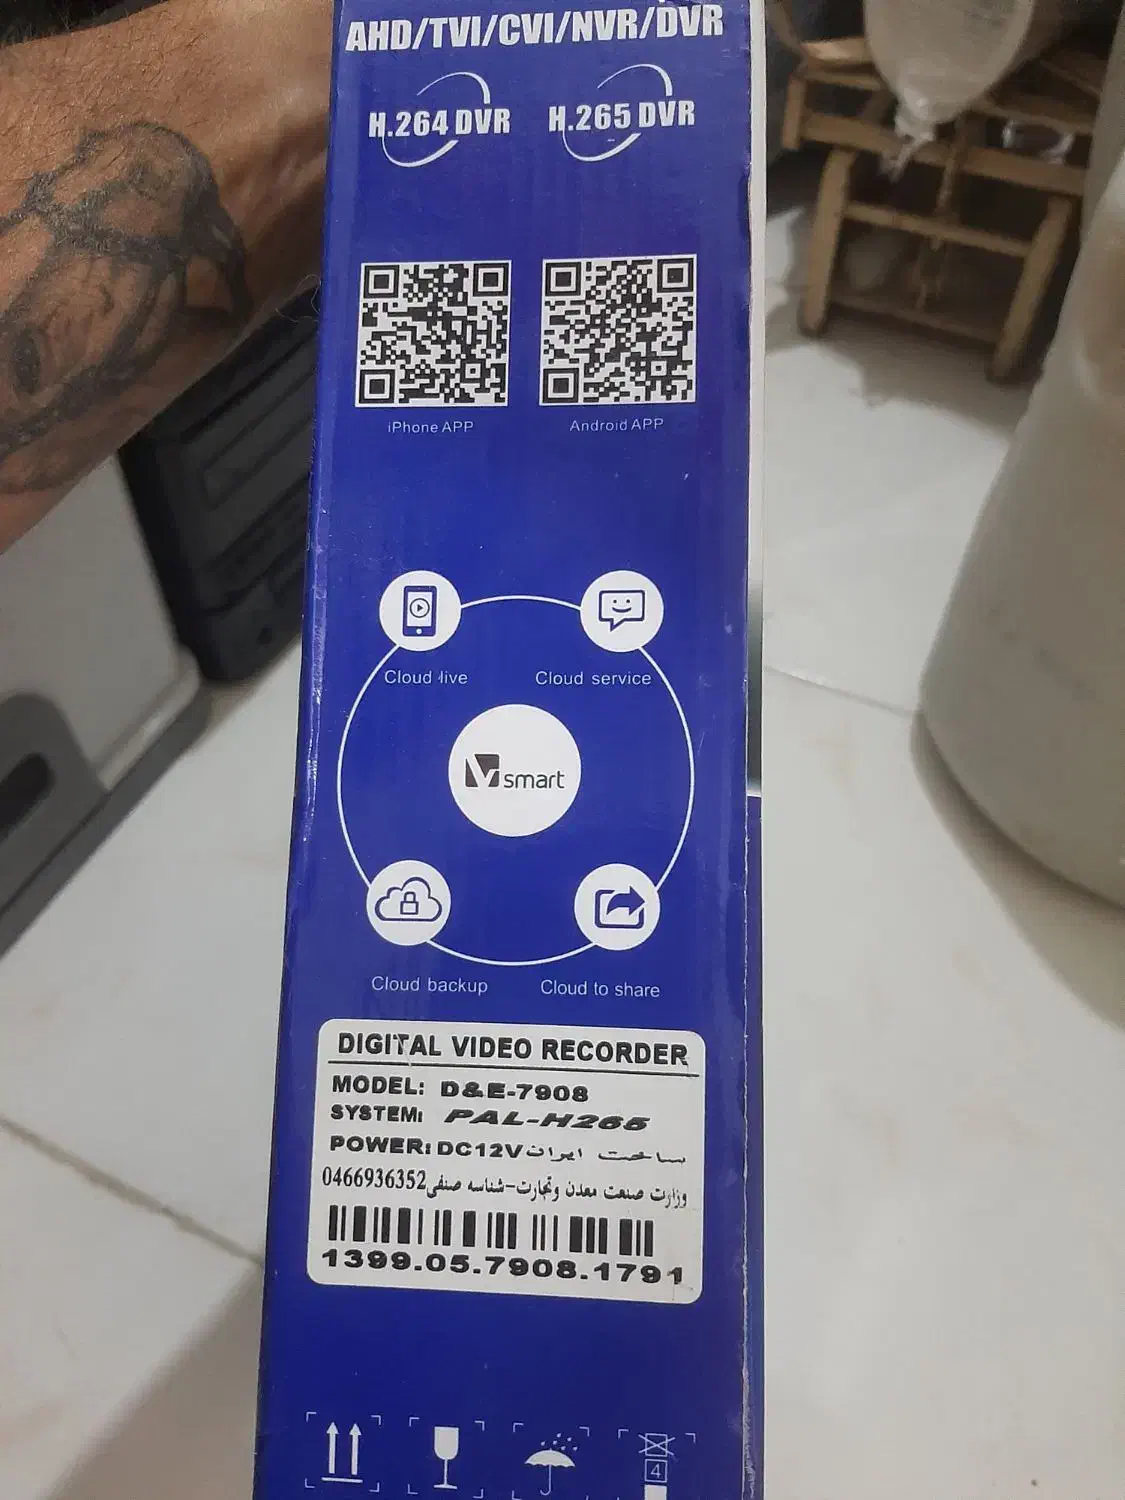 AHD/TVI/CVI/NVR/DVR
H.264 DVR H.265 DVR
iPhone APP Android APP
Cloud live Cloud service
Vsmart
Cloud backup Cloud to share
DIGITAL VIDEO RECORDER
MODEL: D&E-7908
SYSTEM: PAL-H265
POWER: DC12V ساخت ایران
وزارت صنعت معدن وتجارت-شناسه صنفی0466936352
1399.05.7908.1791
4